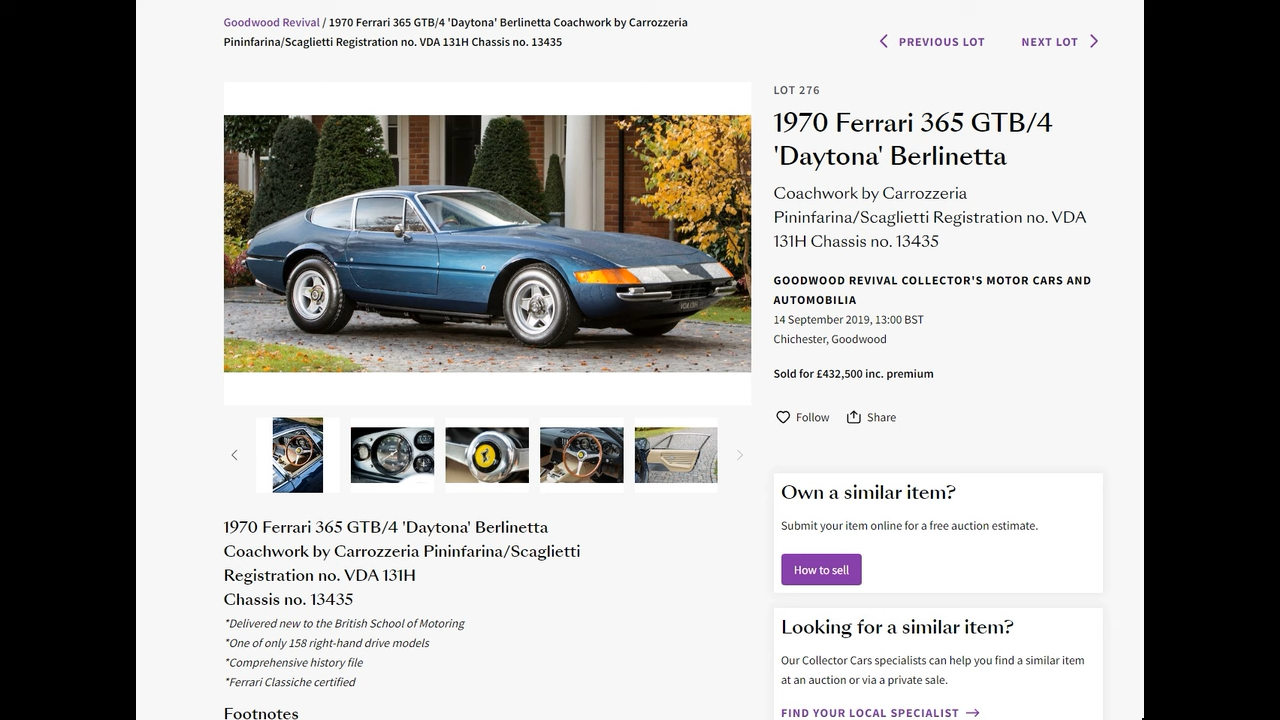 Goodwood Revival / 1970 Ferrari 365 GTB/4 'Daytona' Berlinetta Coachwork by Carrozzeria
Pininfarina/Scaglietti Registration no. VDA 131H Chassis no. 13435
PREVIOUS LOT
NEXT LOT
LOT 276
1970 Ferrari 365 GTB/4
'Daytona' Berlinetta
Coachwork by Carrozzeria
Pininfarina/Scaglietti Registration no. VDA
131H Chassis no. 13435
GOODWOOD REVIVAL COLLECTOR'S MOTOR CARS AND
AUTOMOBILIA
14 September 2019, 13:00 BST
Chichester, Goodwood
Sold for £432,500 inc. premium
Follow
Share
1970 Ferrari 365 GTB/4 'Daytona' Berlinetta
Coachwork by Carrozzeria Pininfarina/Scaglietti
Registration no. VDA 131H
Chassis no. 13435
*Delivered new to the British School of Motoring
*One of only 158 right-hand drive models
*Comprehensive history file
*Ferrari Classiche certified
Footnotes
Own a similar item?
Submit your item online for a free auction estimate.
How to sell
Looking for a similar item?
Our Collector Cars specialists can help you find a similar item
at an auction or via a private sale.
FIND YOUR LOCAL SPECIALIST